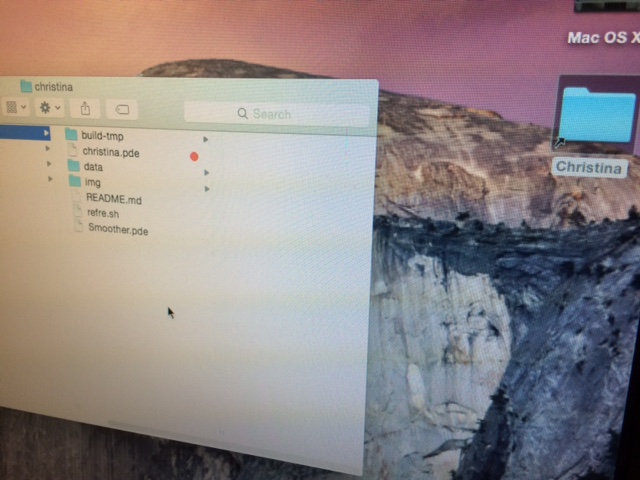 Mac OS X
christina
Search
build-tmp
christina.pde
data
img
README.md
refre.sh
Smoother.pde
Christina